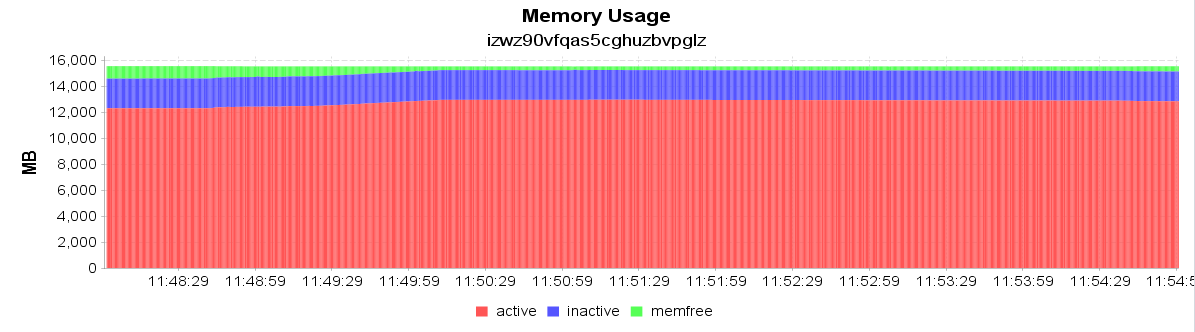 Memory Usage
izwz90vfqas5cghuzbvpglz
16,000
14,000
12,000
10,000
8,000
6,000
4,000
2,000
0
MB
11:48:29 11:48:59 11:49:29 11:49:59 11:50:29 11:50:59 11:51:29 11:51:59 11:52:29 11:52:59 11:53:29 11:53:59 11:54:29 11:54:5
active inactive memfree